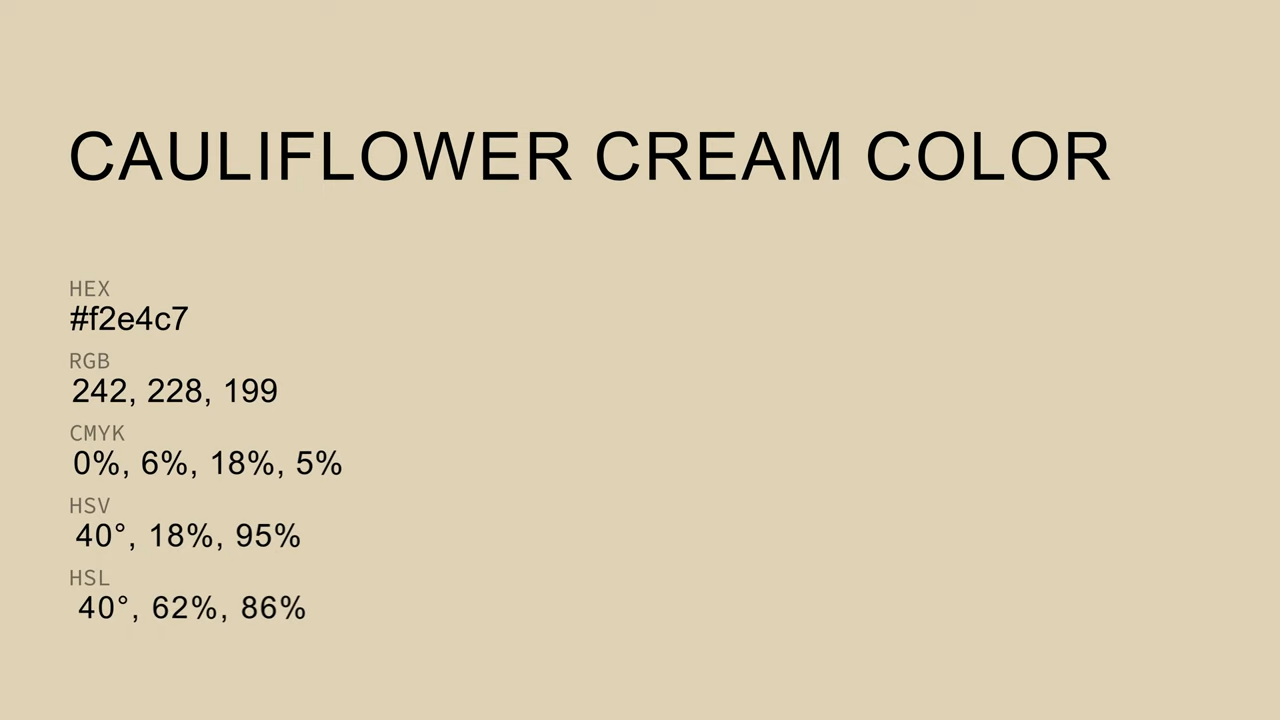 CAULIFLOWER CREAM COLOR
HEX
#f2e4c7
RGB
242, 228, 199
CMYK
0%, 6%, 18%, 5%
HSV
40°, 18%, 95%
HSL
40°, 62%, 86%